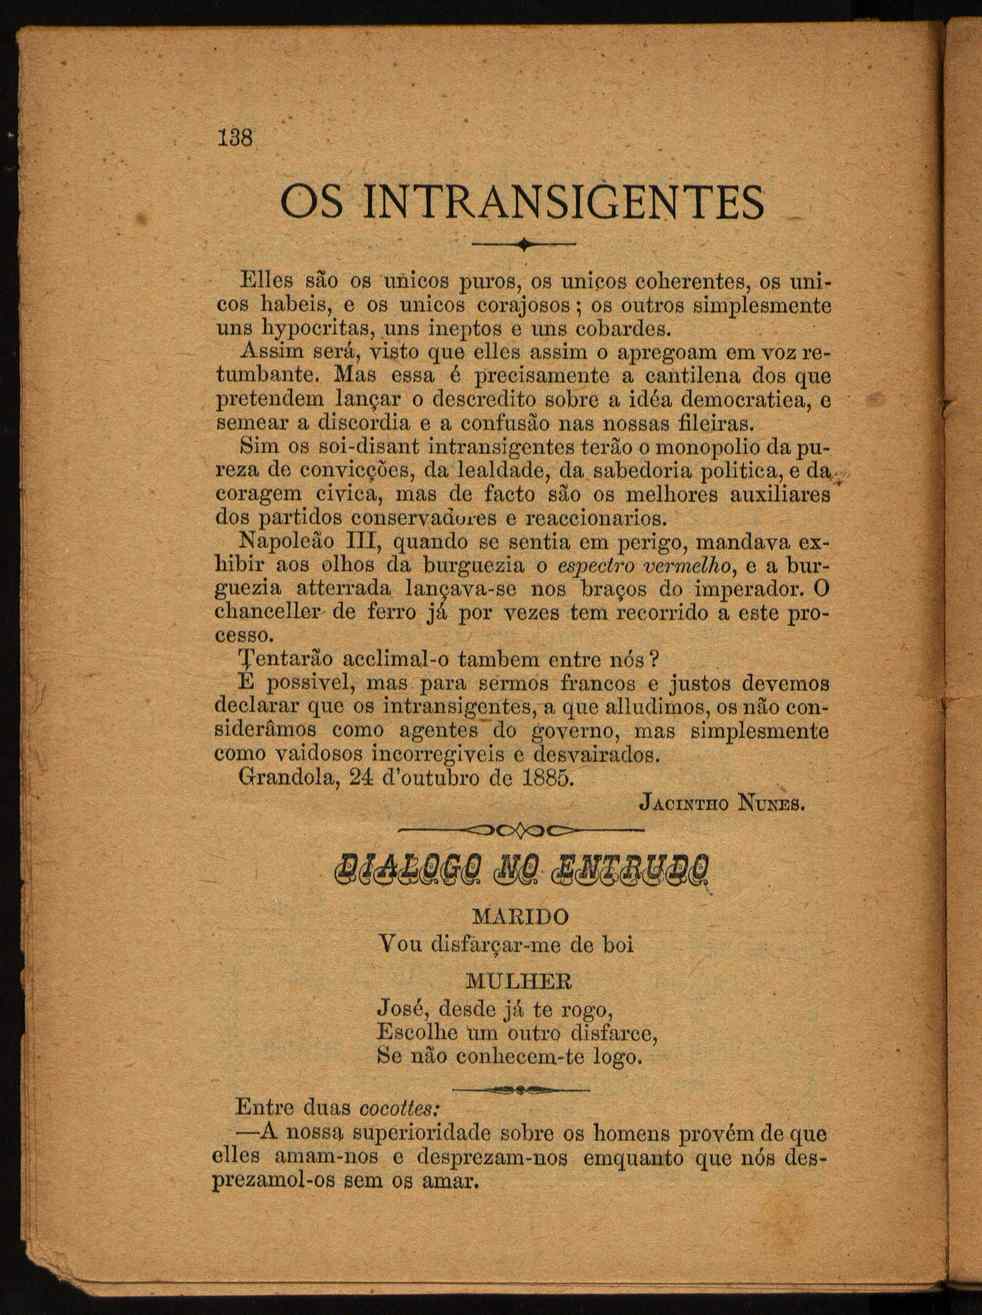 138
OS INTRANSIGENTES
Elles são os unicos puros, os unicos coherentes, os uni-
cos habeis, e os unicos corajosos; os outros simplesmente
uns hypocritas, uns ineptos e uns cobardes.
Assim será, visto que elles assim o apregoam em voz re-
tumbante. Mas essa é precisamente a cantilena dos que
pretendem lançar o descredito sobre a idéa democratica, e
semear a discordia e a confusão nas nossas fileiras.
Sim os soi-disant intransigentes terão o monopolio da pu-
reza de convicções, da lealdade, da sabedoria politica, e da
coragem civica, mas de facto são os melhores auxiliares
dos partidos conservadores e reaccionarios.
Napoleão III, quando se sentia em perigo, mandava ex-
hibir aos olhos da burguezia o espectro vermelho, e a bur-
guezia atterrada lançava-se nos braços do imperador. O
chanceller de ferro já por vezes tem recorrido a este pro-
cesso.
Tentarão acclimal-o tambem entre nós?
E possivel, mas para sermos francos e justos devemos
declarar que os intransigentes, a que alludimos, os não con-
siderâmos como agentes do governo, mas simplesmente
como vaidosos incorregiveis e desvairados.
Grandola, 24 d'outubro de 1885.
JACINTHO NUNES.
DIALOGO NO ENTRUDO
MARIDO
Vou disfarçar-me de boi
MULHER
José, desde já te rogo,
Escolhe um outro disfarce,
Se não conhecem-te logo.
Entre duas cocottes:
—A nossa superioridade sobre os homens provém de que
elles amam-nos e desprezam-nos emquanto que nós des-
prezamol-os sem os amar.